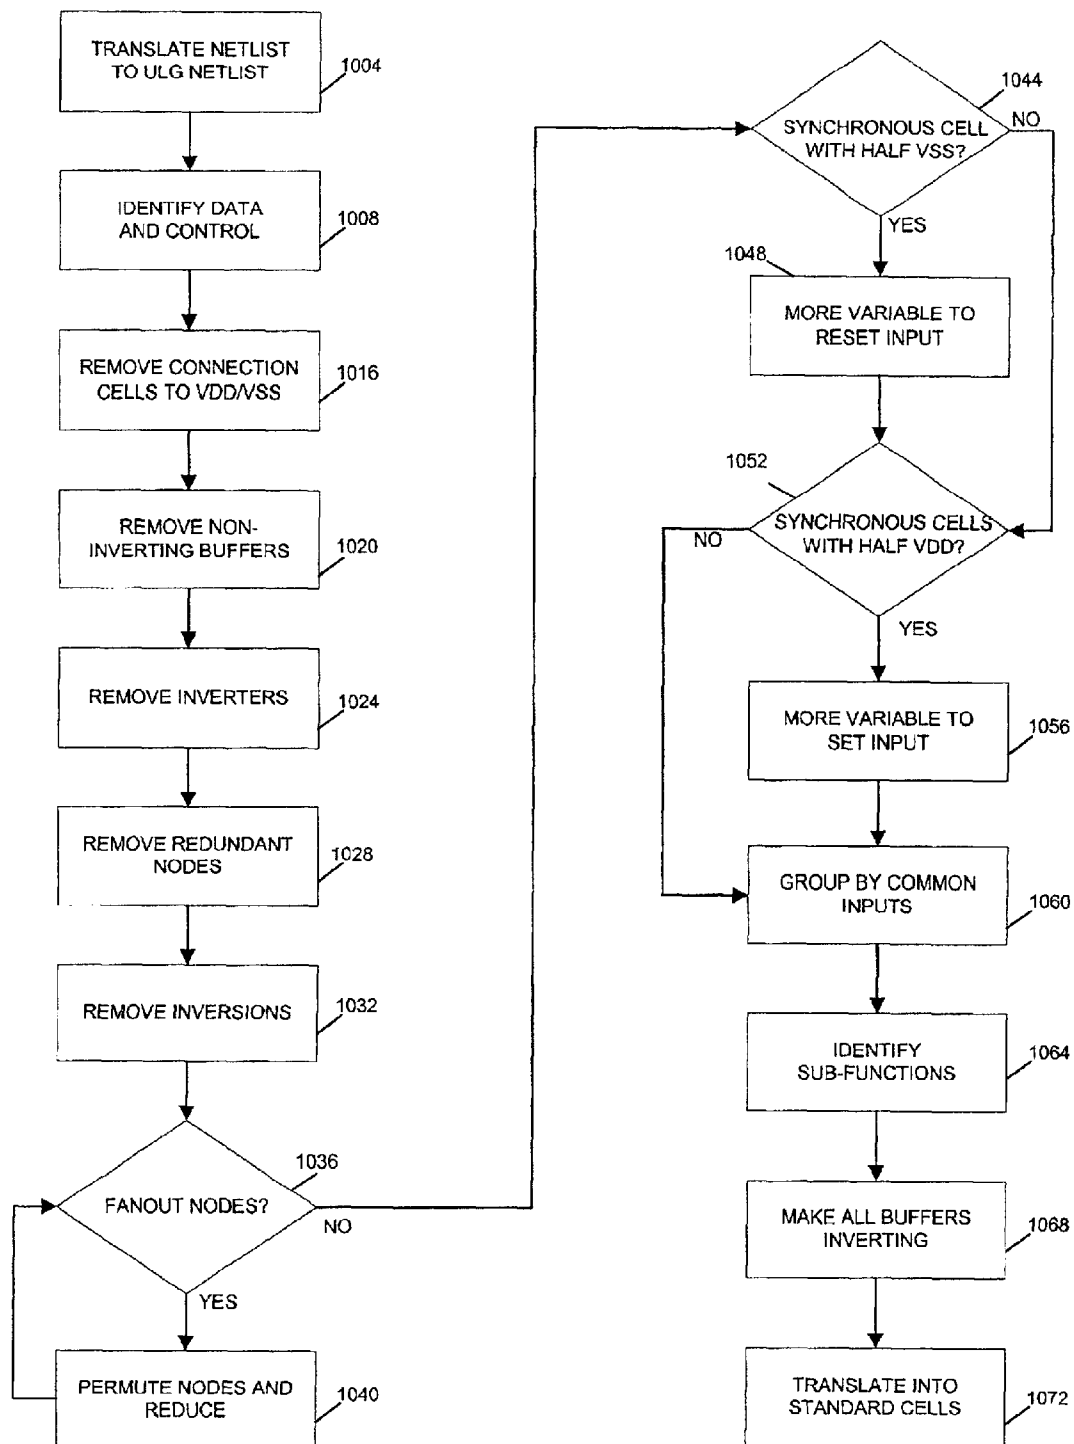 TRANSLATE NETLIST
TO ULG NETLIST
1004
IDENTIFY DATA
AND CONTROL
1008
REMOVE CONNECTION
CELLS TO VDD/VSS
1016
REMOVE NON-
INVERTING BUFFERS
1020
REMOVE INVERTERS
1024
REMOVE REDUNDANT
NODES
1028
REMOVE INVERSIONS
1032
FANOUT NODES?
1036
NO
YES
PERMUTE NODES AND
REDUCE
1040
SYNCHRONOUS CELL
WITH HALF VSS?
1044
NO
YES
1048
MORE VARIABLE TO
RESET INPUT
1052
SYNCHRONOUS CELLS
WITH HALF VDD?
NO
YES
MORE VARIABLE TO
SET INPUT
1056
GROUP BY COMMON
INPUTS
1060
IDENTIFY
SUB-FUNCTIONS
1064
MAKE ALL BUFFERS
INVERTING
1068
TRANSLATE INTO
STANDARD CELLS
1072